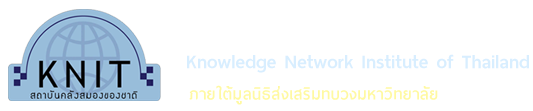 KNIT
สถาบันคลังสมองของชาติ
Knowledge Network Institute of Thailand
ภายใต้มูลนิธิส่งเสริมทบวงมหาวิทยาลัย